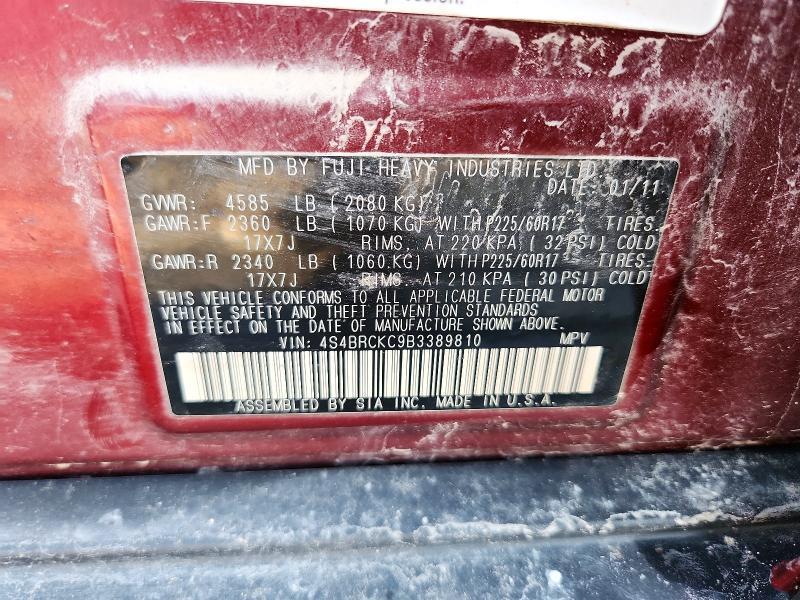 MFD BY FUJI HEAVY INDUSTRIES LTD.
DATE: 01/11
GVWR: 4585 LB ( 2080 KG)
GAWR:F 2360 LB ( 1070 KG) WITH P225/60R17 TIRES.
17X7J RIMS, AT 220 KPA ( 32 PSI) COLD
GAWR:R 2340 LB ( 1060 KG) WITH P225/60R17 TIRES.
17X7J RIMS, AT 210 KPA ( 30 PSI) COLD
THIS VEHICLE CONFORMS TO ALL APPLICABLE FEDERAL MOTOR
VEHICLE SAFETY AND THEFT PREVENTION STANDARDS
IN EFFECT ON THE DATE OF MANUFACTURE SHOWN ABOVE.
VIN: 4S4BRCKC9B3389810 MPV
ASSEMBLED BY SIA INC. MADE IN U.S.A.